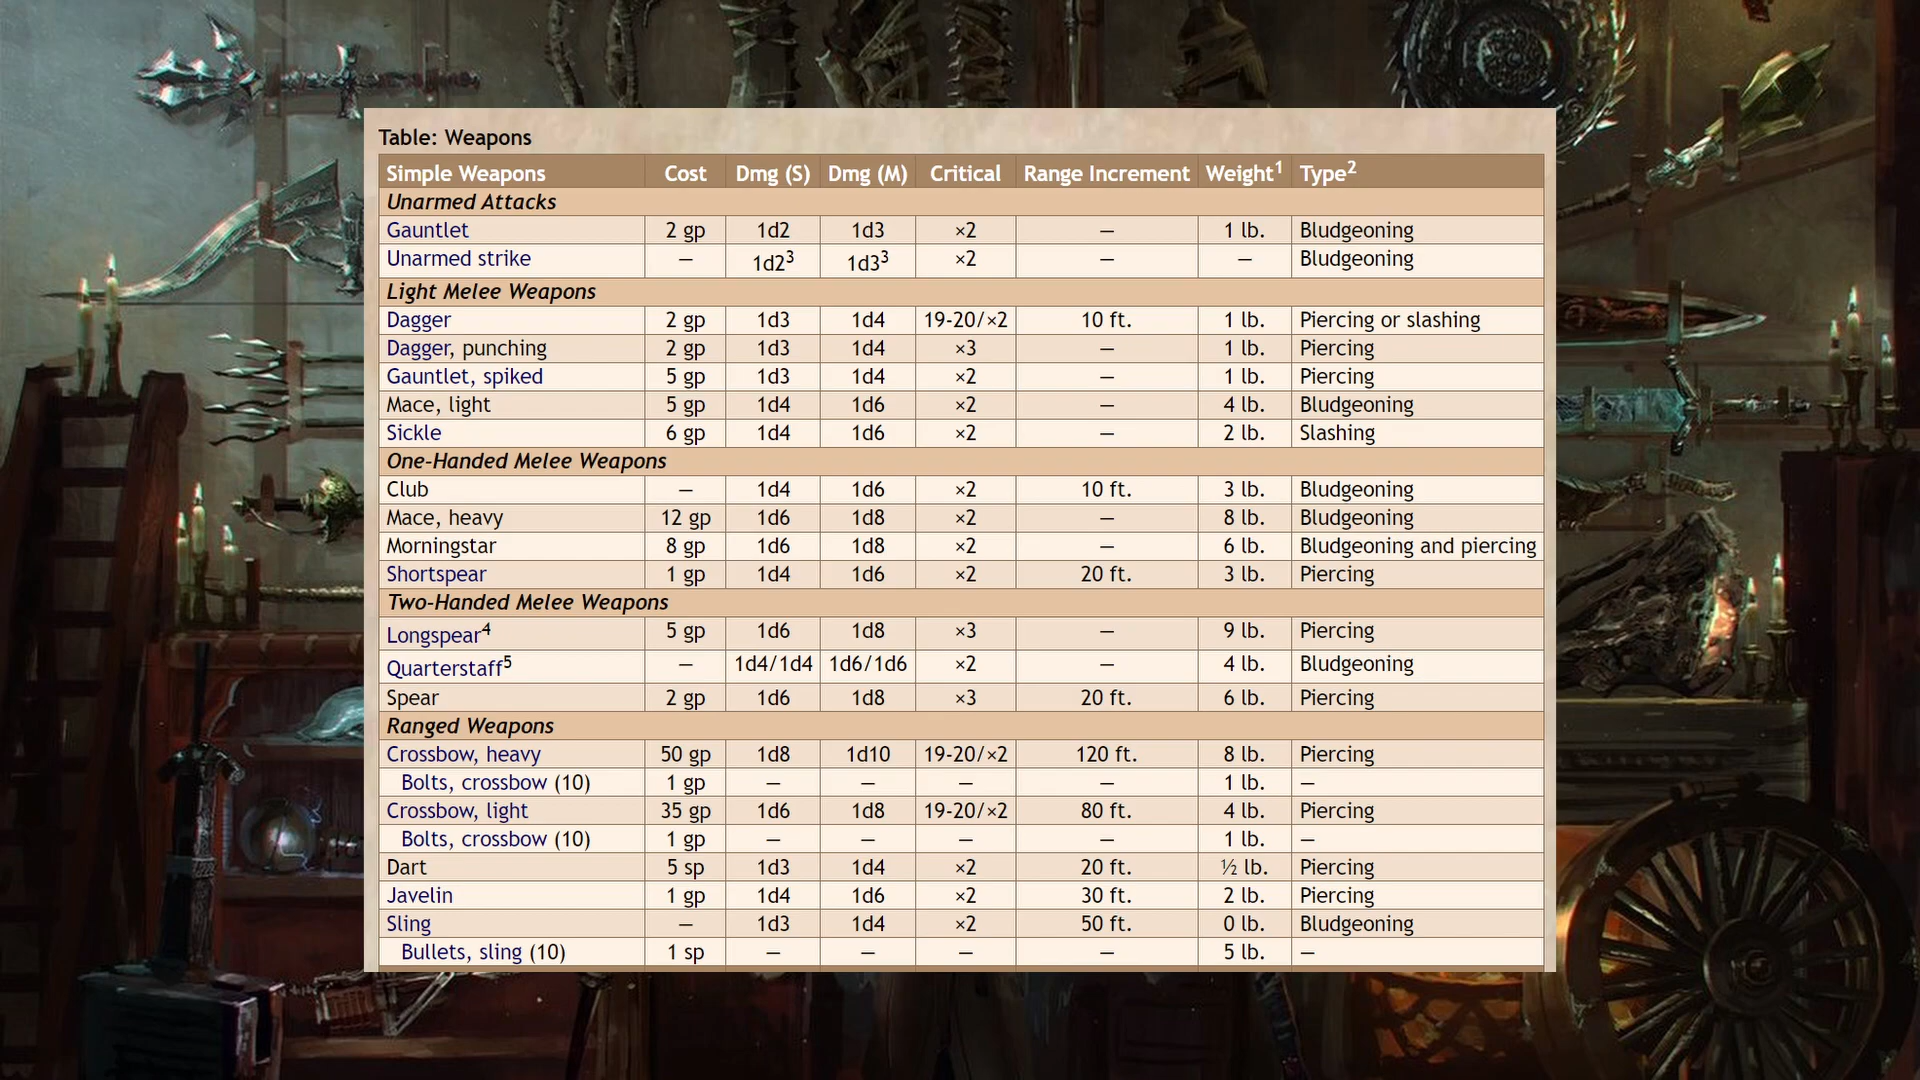 Table: Weapons
Simple Weapons Cost Dmg (S) Dmg (M) Critical Range Increment Weight1 Type2
Unarmed Attacks
Gauntlet 2 gp 1d2 1d3 ×2 — 1 lb. Bludgeoning
Unarmed strike — 1d23 1d33 ×2 — — Bludgeoning
Light Melee Weapons
Dagger 2 gp 1d3 1d4 19-20/×2 10 ft. 1 lb. Piercing or slashing
Dagger, punching 2 gp 1d3 1d4 ×3 — 1 lb. Piercing
Gauntlet, spiked 5 gp 1d3 1d4 ×2 — 1 lb. Piercing
Mace, light 5 gp 1d4 1d6 ×2 — 4 lb. Bludgeoning
Sickle 6 gp 1d4 1d6 ×2 — 2 lb. Slashing
One-Handed Melee Weapons
Club — 1d4 1d6 ×2 10 ft. 3 lb. Bludgeoning
Mace, heavy 12 gp 1d6 1d8 ×2 — 8 lb. Bludgeoning
Morningstar 8 gp 1d6 1d8 ×2 — 6 lb. Bludgeoning and piercing
Shortspear 1 gp 1d4 1d6 ×2 20 ft. 3 lb. Piercing
Two-Handed Melee Weapons
Longspear4 5 gp 1d6 1d8 ×3 — 9 lb. Piercing
Quarterstaff5 — 1d4/1d4 1d6/1d6 ×2 — 4 lb. Bludgeoning
Spear 2 gp 1d6 1d8 ×3 20 ft. 6 lb. Piercing
Ranged Weapons
Crossbow, heavy 50 gp 1d8 1d10 19-20/×2 120 ft. 8 lb. Piercing
Bolts, crossbow (10) 1 gp — — — — 1 lb. —
Crossbow, light 35 gp 1d6 1d8 19-20/×2 80 ft. 4 lb. Piercing
Bolts, crossbow (10) 1 gp — — — — 1 lb. —
Dart 5 sp 1d3 1d4 ×2 20 ft. ½ lb. Piercing
Javelin 1 gp 1d4 1d6 ×2 30 ft. 2 lb. Piercing
Sling — 1d3 1d4 ×2 50 ft. 0 lb. Bludgeoning
Bullets, sling (10) 1 sp — — — — 5 lb. —